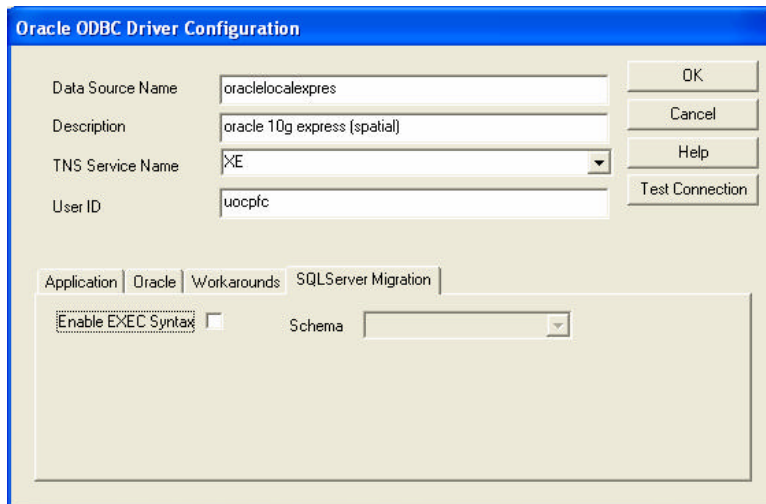 Oracle ODBC Driver Configuration
Data Source Name oraclelocalexpres OK
Description oracle 10g express (spatial) Cancel
TNS Service Name XE Help
User ID uocpfc Test Connection
Application Oracle Workarounds SQLServer Migration
Enable EXEC Syntax Schema